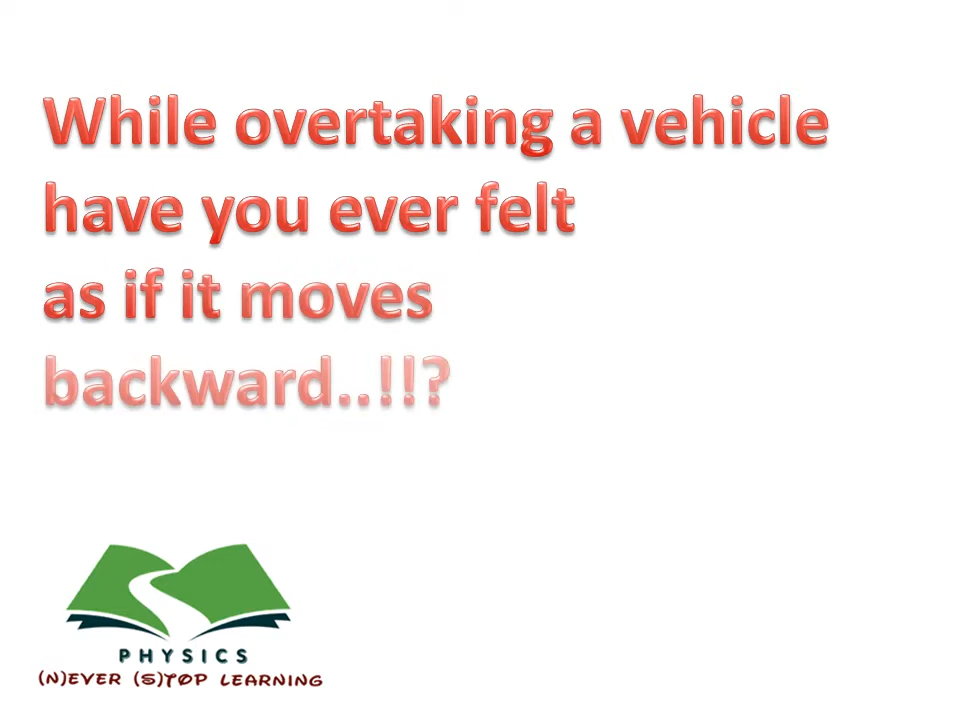 While overtaking a vehicle
have you ever felt
as if it moves
backward..!!?
PHYSICS
(N)EVER (S)TOP LEARNING